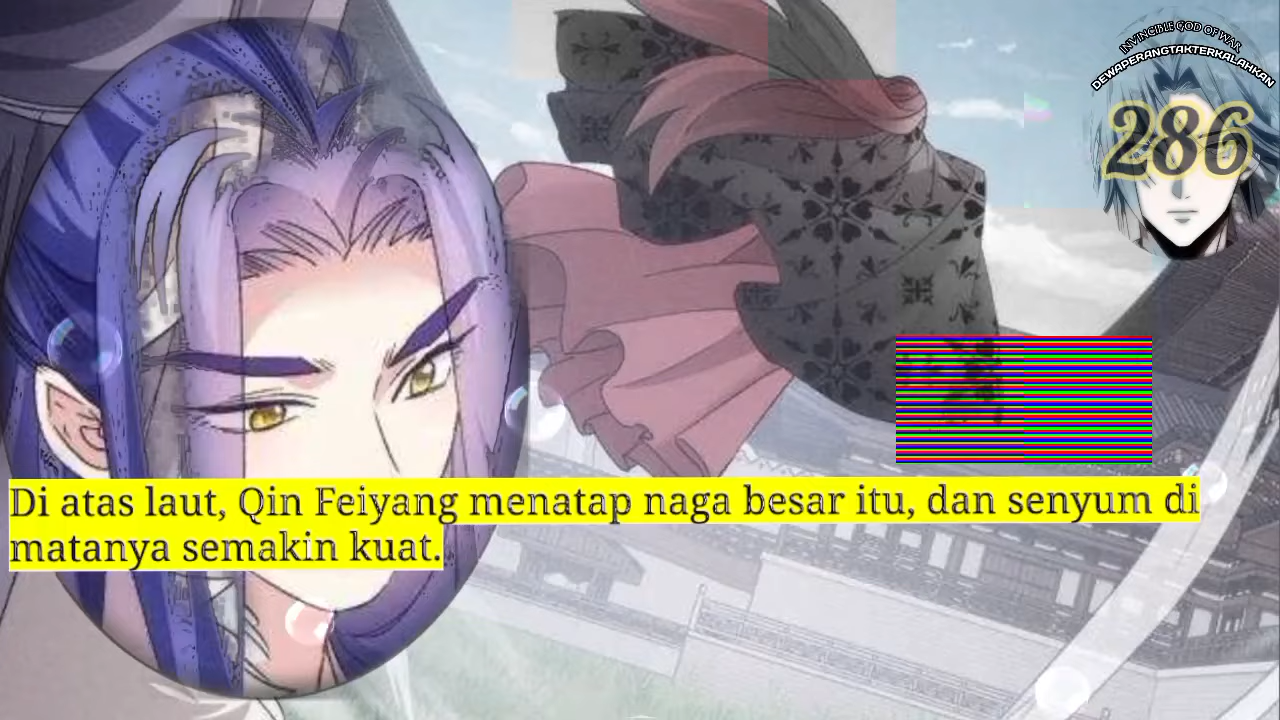 INVINCIBLE GOD OF WAR
DEWAPERANGTAKTERKALAHKAN
286
Di atas laut, Qin Feiyang menatap naga besar itu, dan senyum di
matanya semakin kuat.